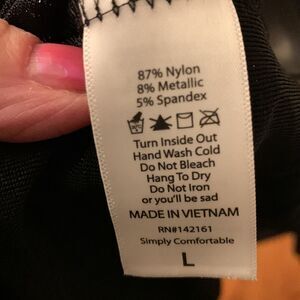 87% Nylon
8% Metallic
5% Spandex
Turn Inside Out
Hand Wash Cold
Do Not Bleach
Hang To Dry
Do Not Iron
or you'll be sad
MADE IN VIETNAM
RN#142161
Simply Comfortable
L